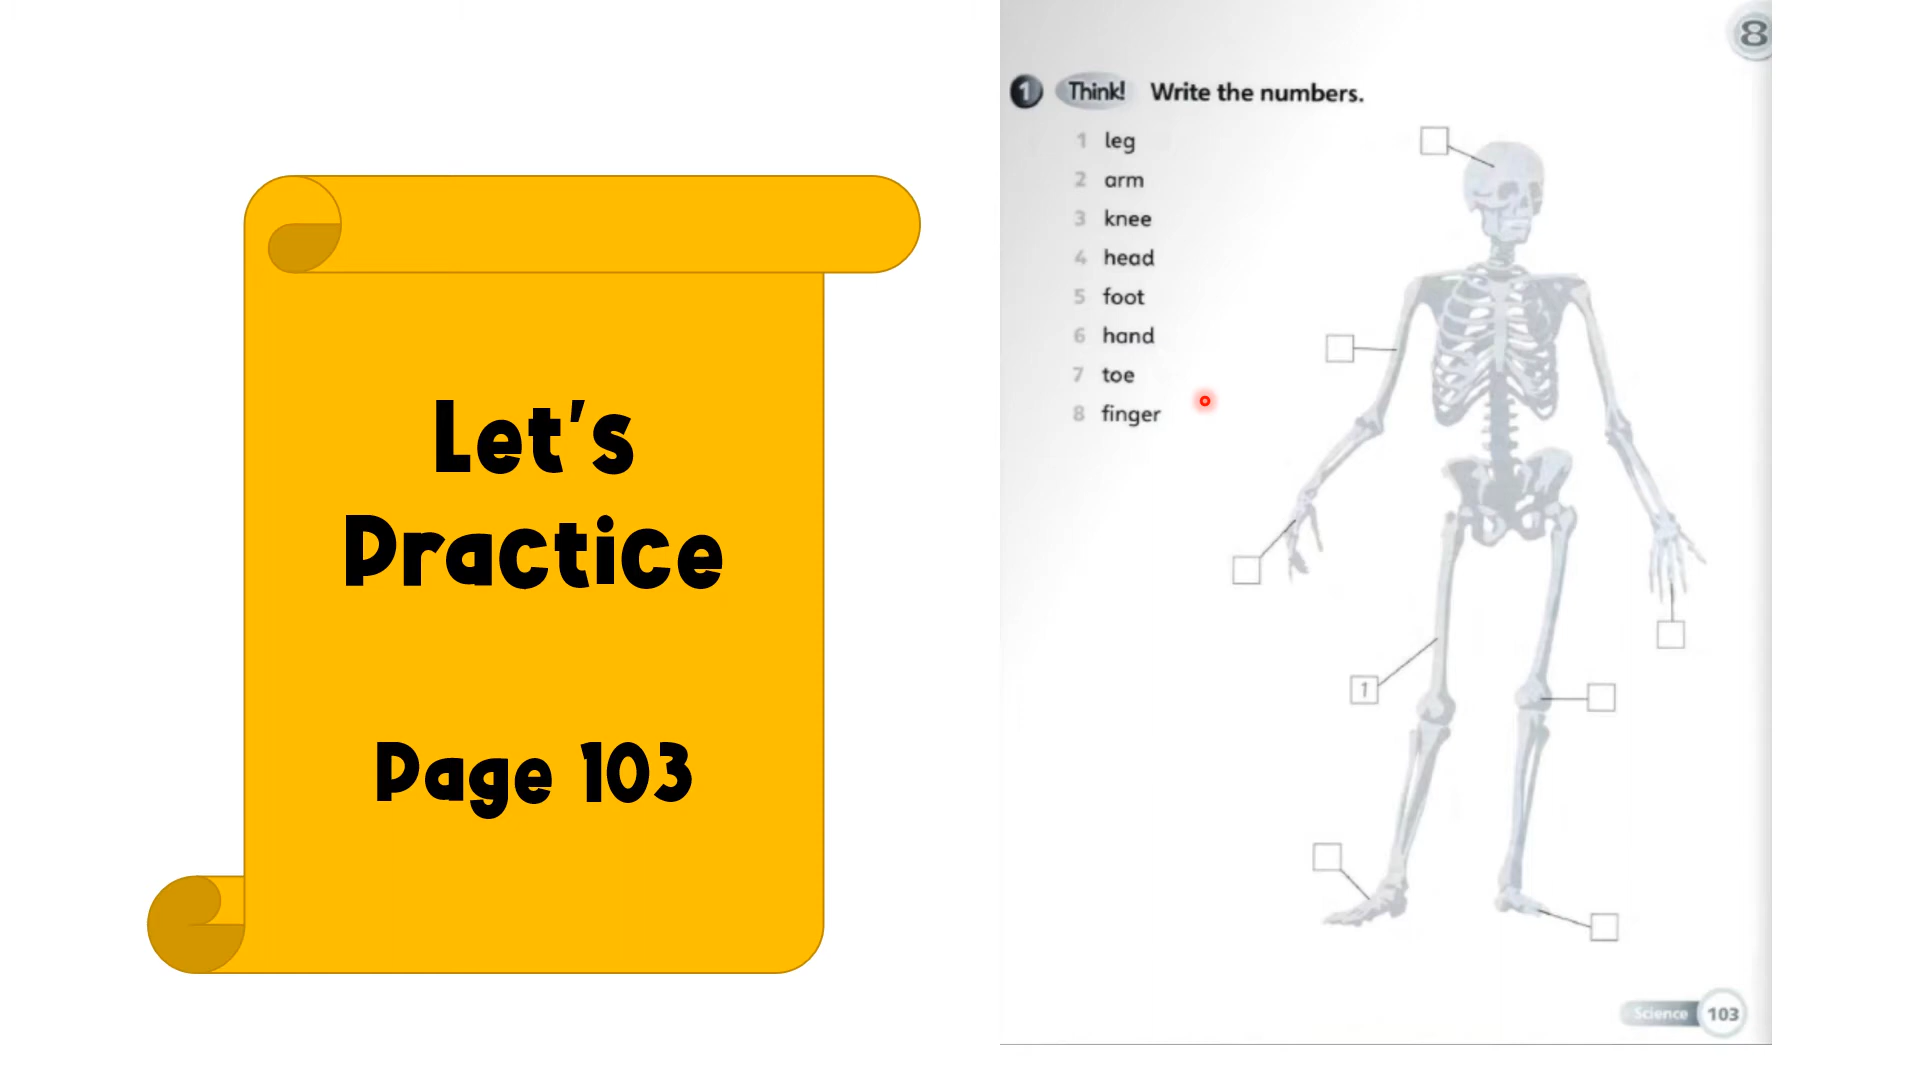 Let's
Practice
Page 103
8
1 Think! Write the numbers.
1 leg
2 arm
3 knee
4 head
5 foot
6 hand
7 toe
8 finger
1
Science 103